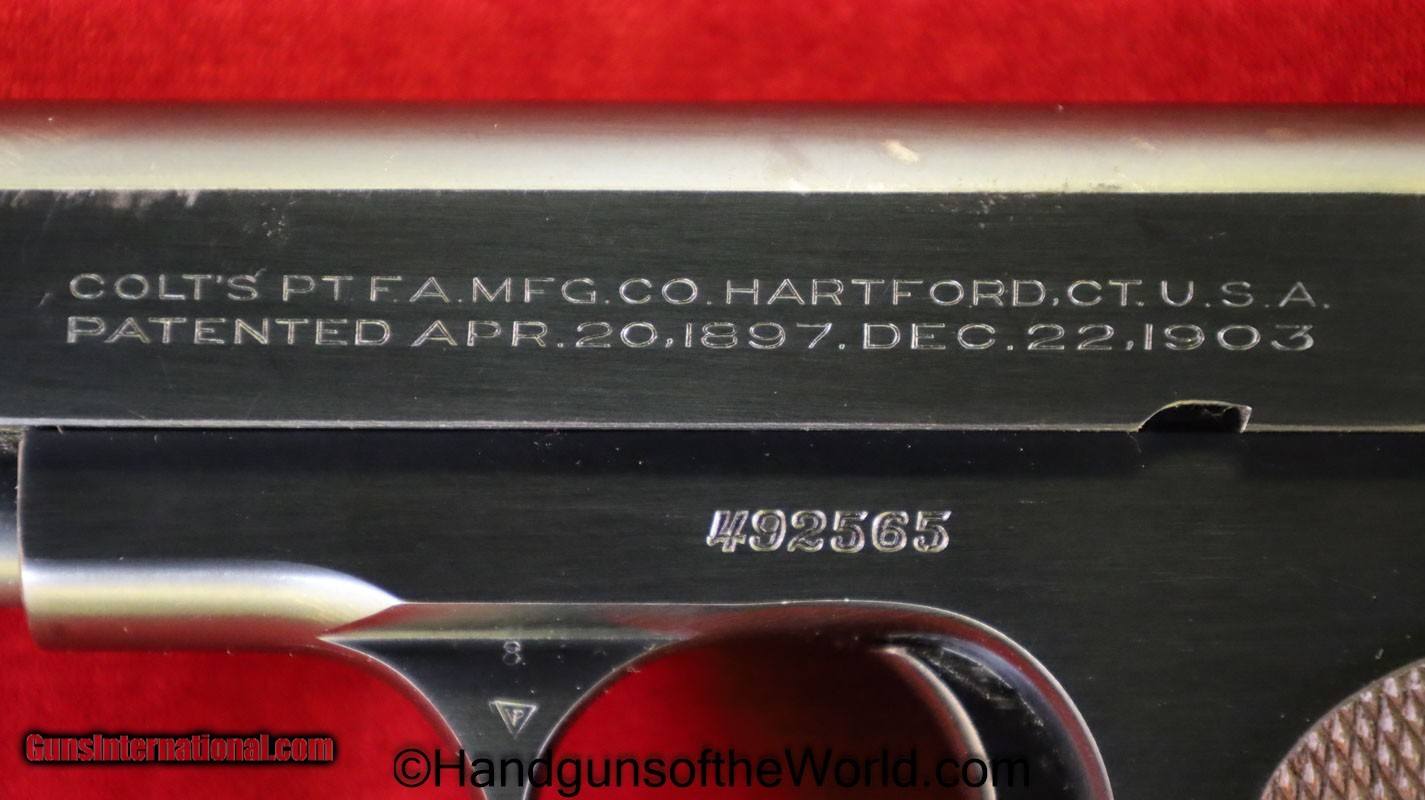 COLT'S PT. F.A. MFG. CO. HARTFORD, CT. U.S.A.
PATENTED APR. 20, 1897. DEC. 22, 1903
492565
8
VP
GunsInternational.com
©HandgunsoftheWorld.com